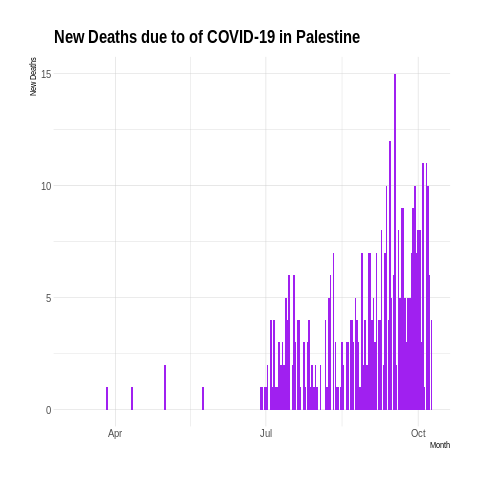 New Deaths due to of COVID-19 in Palestine
New Deaths
15
10
5
0
Apr
Jul
Oct
Month